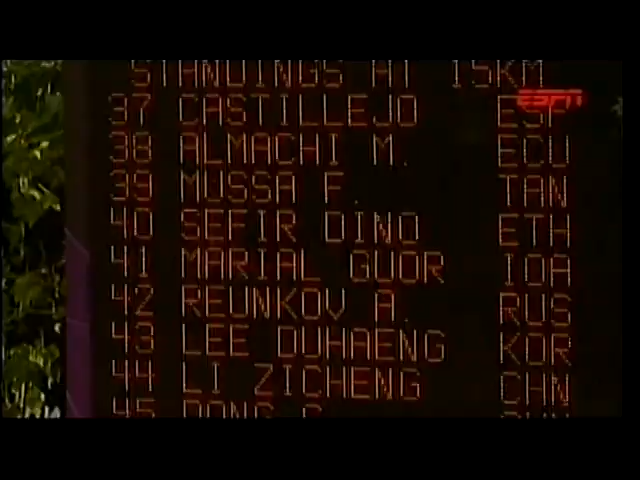 STANDINGS AT 15KM
ESPN
37 CASTILLEJO ESP
38 ALMACHI M. ECU
39 MUSSA F. TAN
40 SEFIR DINO ETH
41 MARIAL GUOR IOA
42 REUNKOV A. RUS
43 LEE DUHAENG KOR
44 LI ZICHENG CHN
45